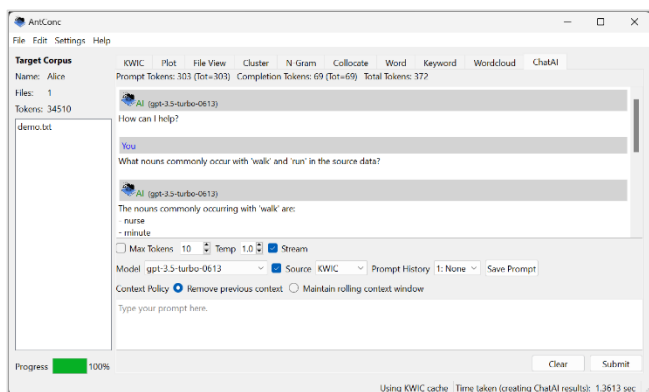 AntConc
File Edit Settings Help
Target Corpus
Name: Alice
Files: 1
Tokens: 34510
demo.txt
Progress 100%
KWIC Plot File View Cluster N-Gram Collocate Word Keyword Wordcloud ChatAI
Prompt Tokens: 303 (Tot=303) Completion Tokens: 69 (Tot=69) Total Tokens: 372
AI (gpt-3.5-turbo-0613)
How can I help?
You
What nouns commonly occur with 'walk' and 'run' in the source data?
AI (gpt-3.5-turbo-0613)
The nouns commonly occurring with 'walk' are:
- nurse
- minute
Max Tokens 10 Temp 1.0 Stream
Model gpt-3.5-turbo-0613 Source KWIC Prompt History 1: None Save Prompt
Context Policy Remove previous context Maintain rolling context window
Type your prompt here.
Clear Submit
Using KWIC cache Time taken (creating ChatAI results): 1.3613 sec